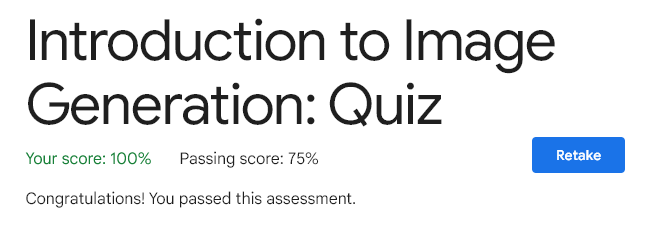 Introduction to Image
Generation: Quiz
Your score: 100% Passing score: 75%
Retake
Congratulations! You passed this assessment.